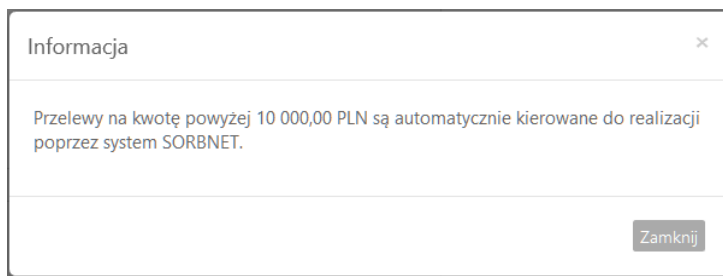 Informacja
×
Przelewy na kwotę powyżej 10 000,00 PLN są automatycznie kierowane do realizacji
poprzez system SORBNET.
Zamknij